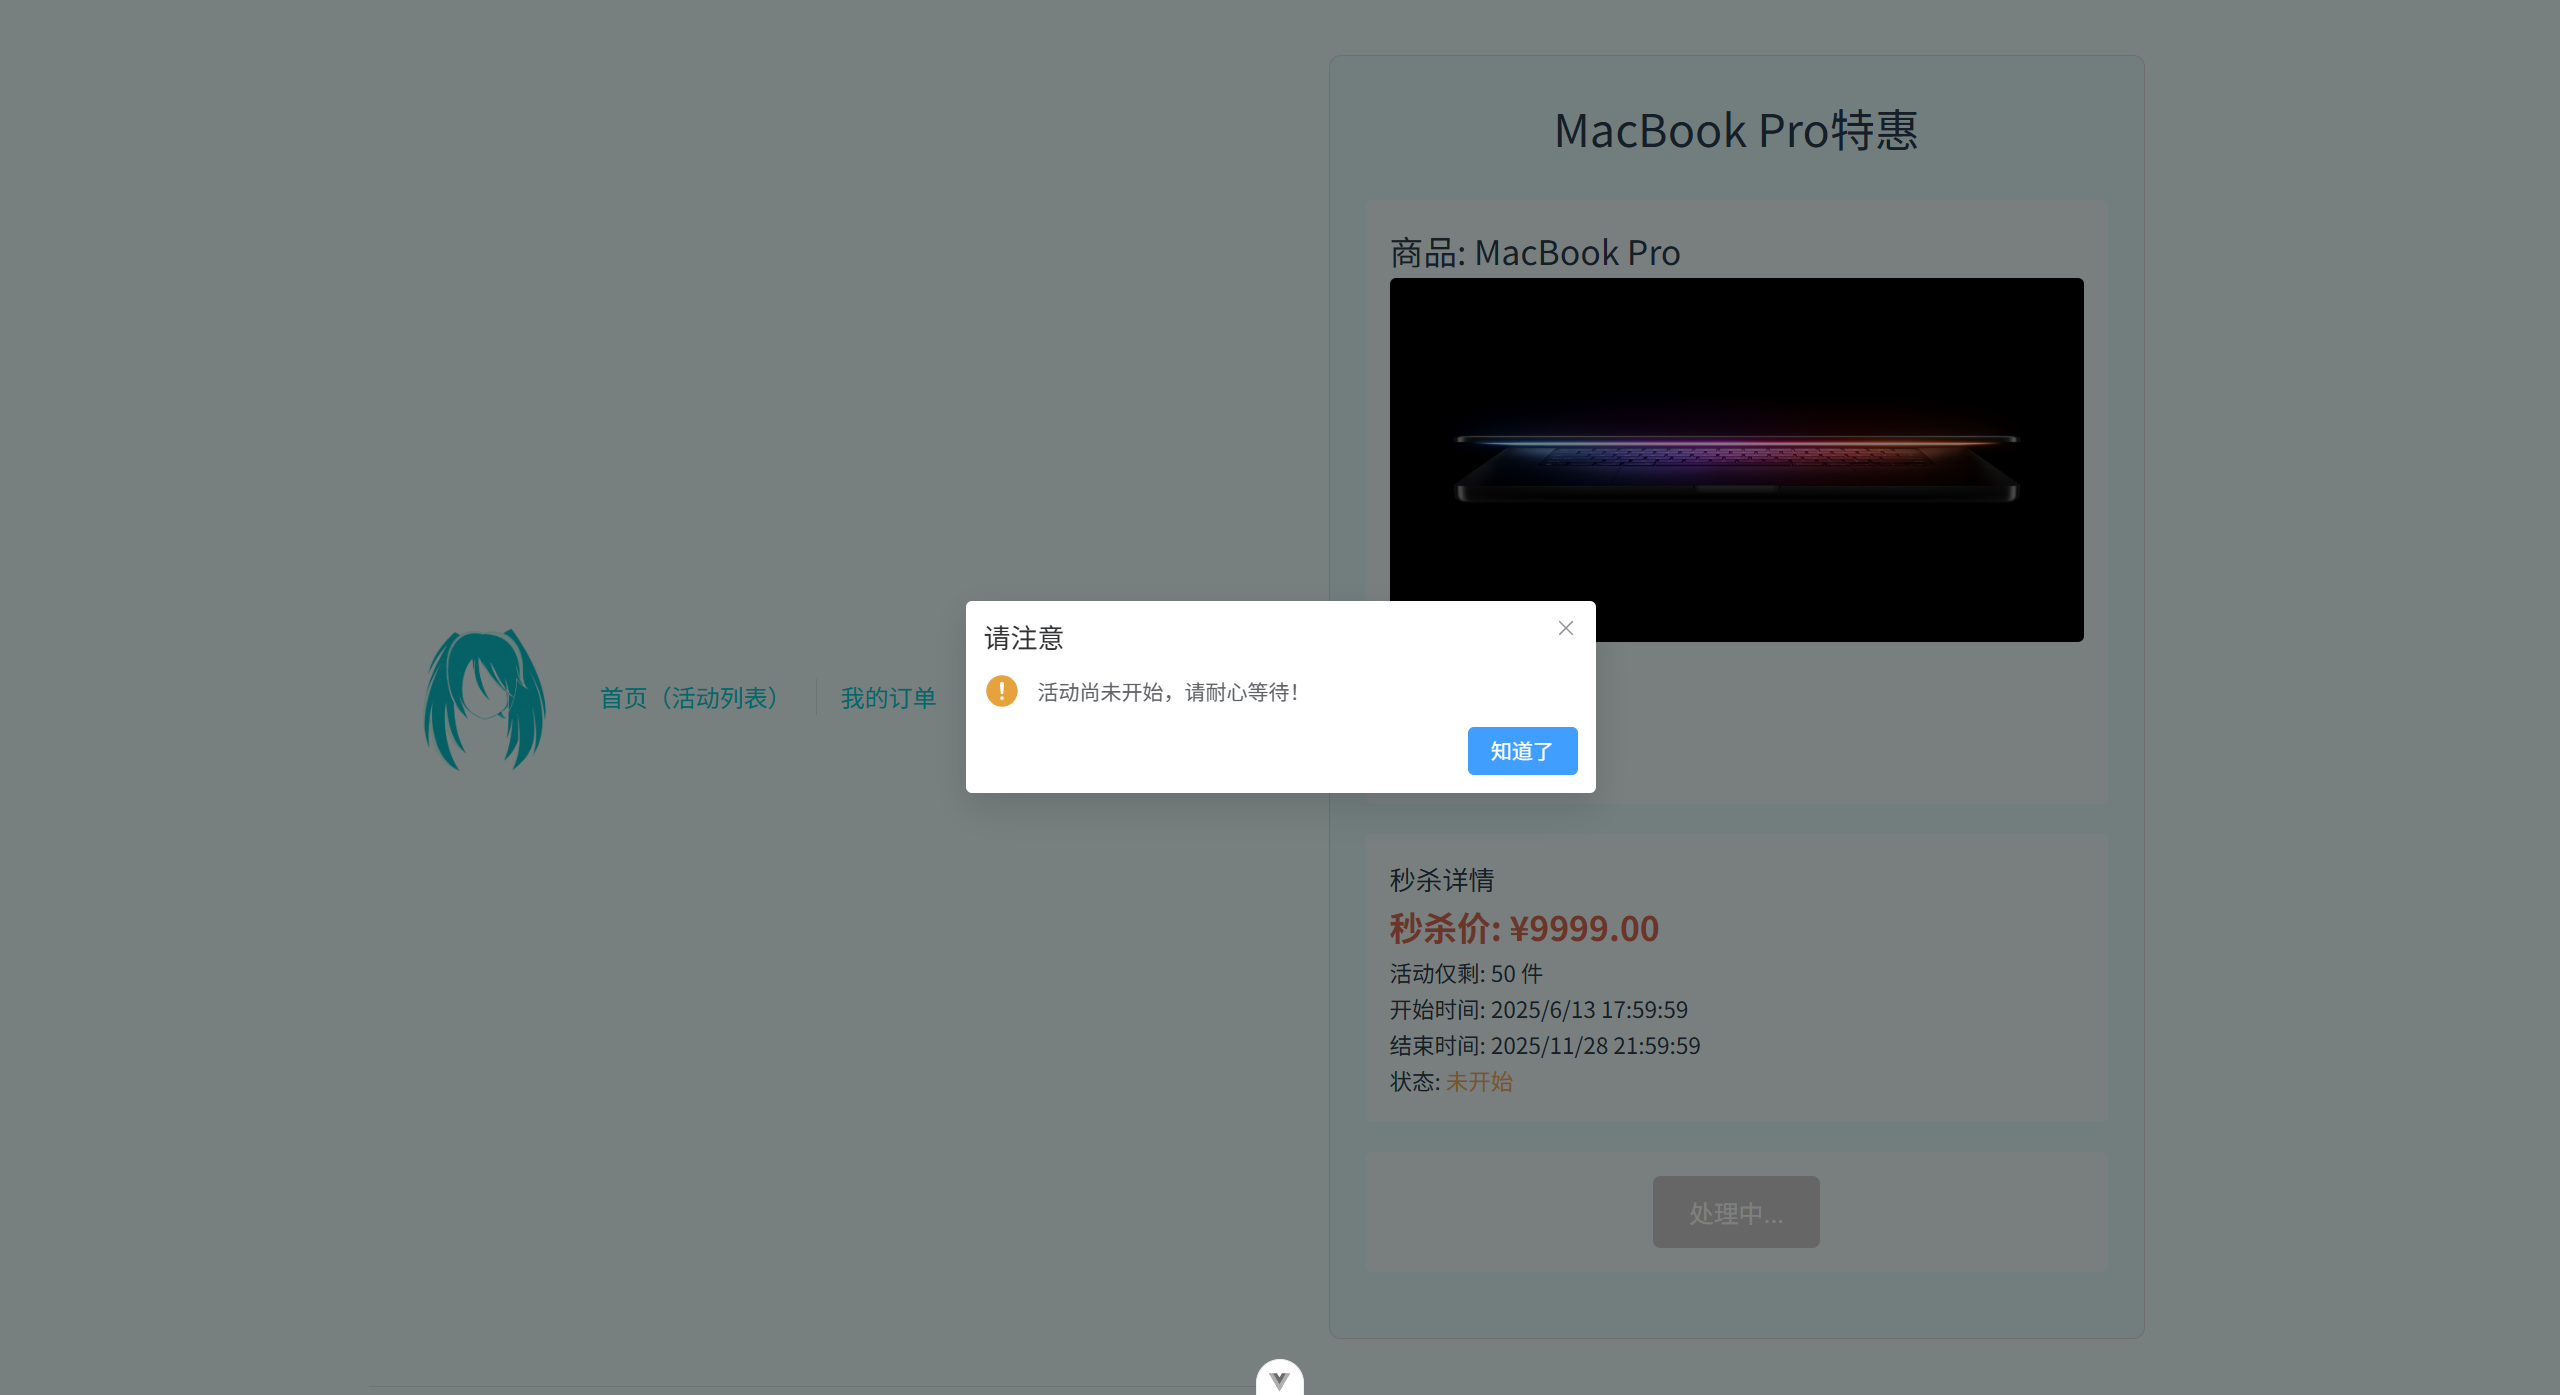 MacBook Pro特惠
商品: MacBook Pro
首页（活动列表）
我的订单
请注意
活动尚未开始，请耐心等待！
知道了
秒杀详情
秒杀价: ¥9999.00
活动仅剩: 50 件
开始时间: 2025/6/13 17:59:59
结束时间: 2025/11/28 21:59:59
状态: 未开始
处理中...